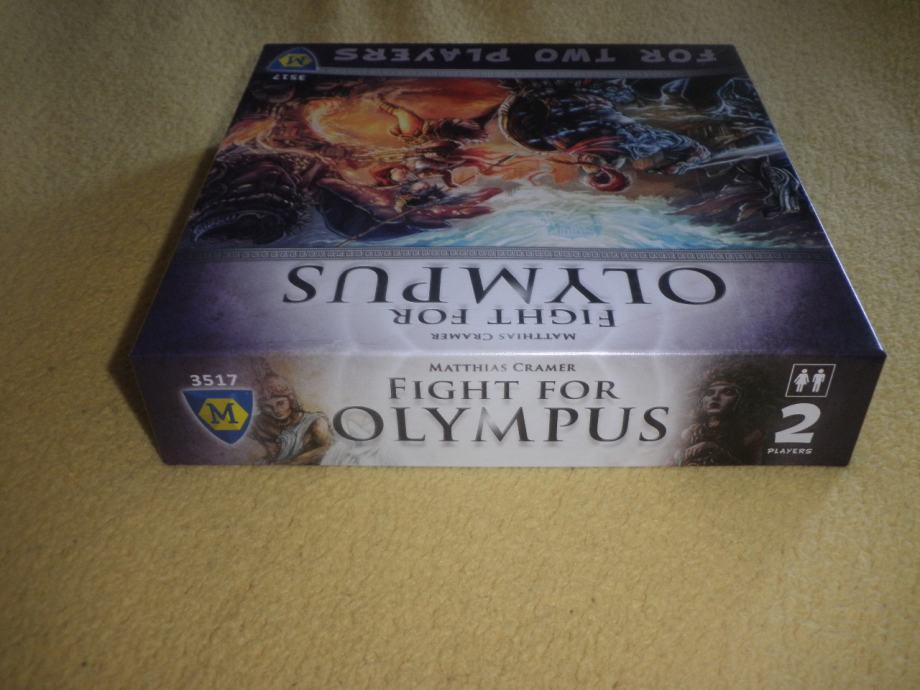 FOR TWO PLAYERS
M
3517
OLYMPUS
FIGHT FOR
MATTHIAS CRAMER
MATTHIAS CRAMER
3517
FIGHT FOR
M
OLYMPUS
2
PLAYERS